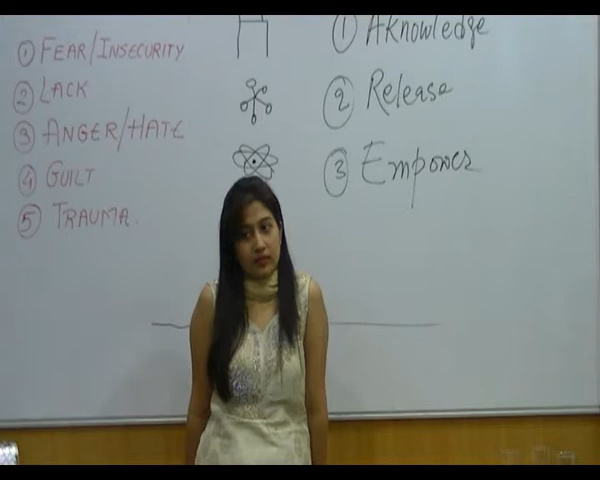 ① FEAR/INSECURITY
② LACK
③ ANGER/HATE
④ GUILT
⑤ TRAUMA.
① Aknowledge
② Release
③ Empower